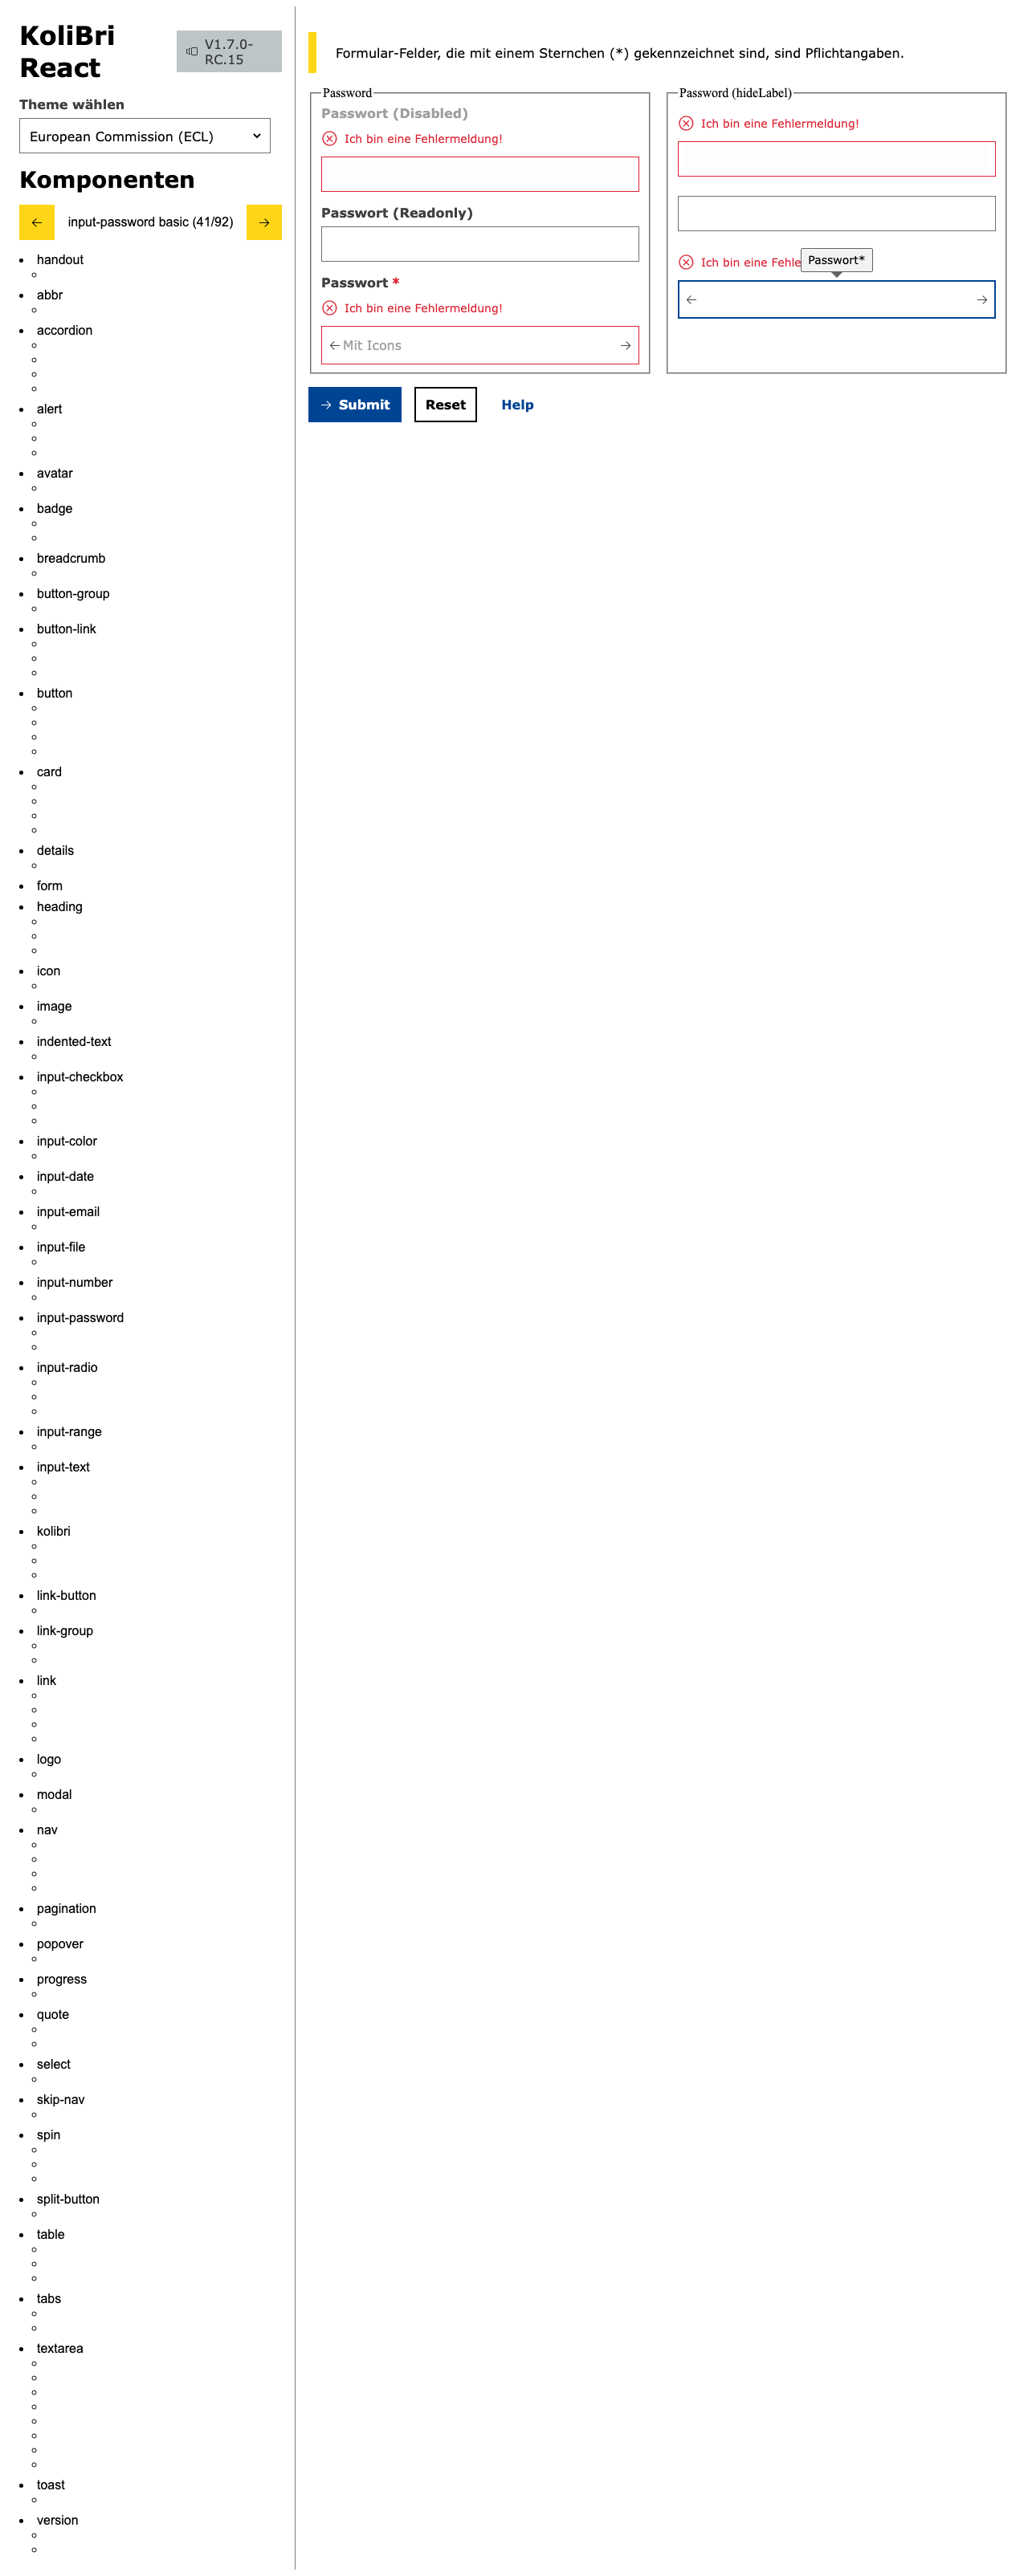 KoliBri
React
V1.7.0-
RC.15
Theme wählen
European Commission (ECL)
Komponenten
← input-password basic (41/92) →
handout
abbr
accordion
alert
avatar
badge
breadcrumb
button-group
button-link
button
card
details
form
heading
icon
image
indented-text
input-checkbox
input-color
input-date
input-email
input-file
input-number
input-password
input-radio
input-range
input-text
kolibri
link-button
link-group
link
logo
modal
nav
pagination
popover
progress
quote
select
skip-nav
spin
split-button
table
tabs
textarea
toast
version
Formular-Felder, die mit einem Sternchen (*) gekennzeichnet sind, sind Pflichtangaben.
Password
Passwort (Disabled)
Ich bin eine Fehlermeldung!
Passwort (Readonly)
Passwort *
Ich bin eine Fehlermeldung!
← Mit Icons →
Password (hideLabel)
Ich bin eine Fehlermeldung!
Ich bin eine Fehle
Passwort*
← →
→ Submit
Reset
Help